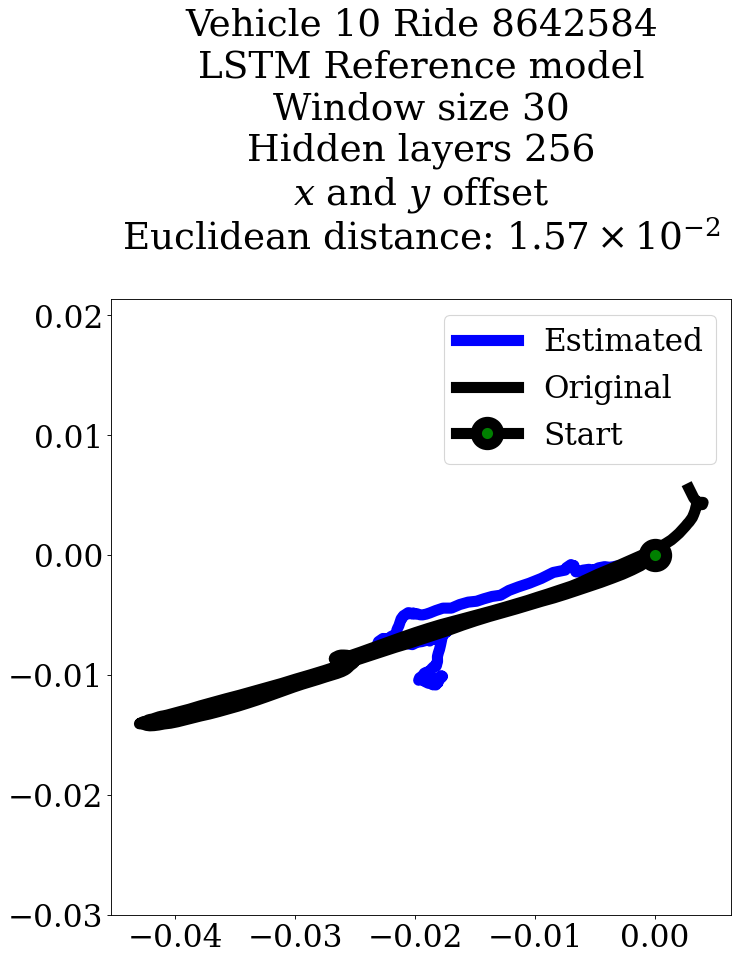 Vehicle 10 Ride 8642584
LSTM Reference model
Window size 30
Hidden layers 256
x and y offset
Euclidean distance: 1.57 × 10⁻²
Estimated
Original
Start
0.02
0.01
0.00
−0.01
−0.02
−0.03
−0.04 −0.03 −0.02 −0.01 0.00